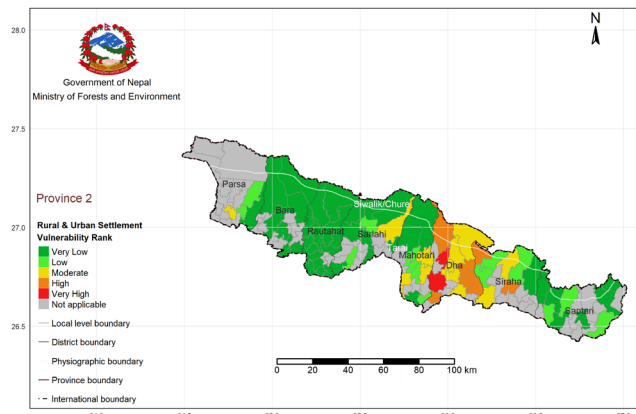 28.0
N
Government of Nepal
Ministry of Forests and Environment
27.5
Parsa
Province 2
Siwalik/Chure
Bara
Rural & Urban Settlement
Vulnerability Rank
27.0
Rautahat
Sarlahi
Tarai
Mahotari
Dha
Very Low
Low
Moderate
High
Very High
Not applicable
Siraha
Saptari
Local level boundary
District boundary
26.5
Physiographic boundary
0 20 40 60 80 100 km
Province boundary
International boundary